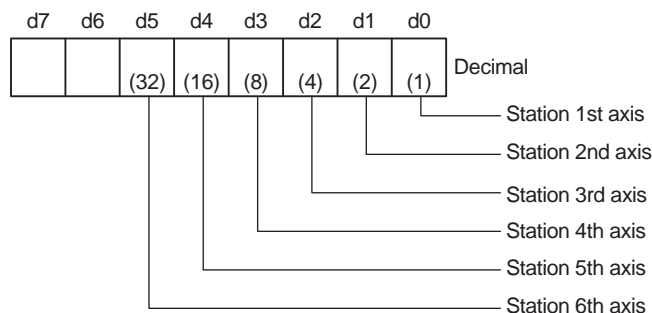 d7 d6 d5 d4 d3 d2 d1 d0
(32) (16) (8) (4) (2) (1) Decimal
Station 1st axis
Station 2nd axis
Station 3rd axis
Station 4th axis
Station 5th axis
Station 6th axis